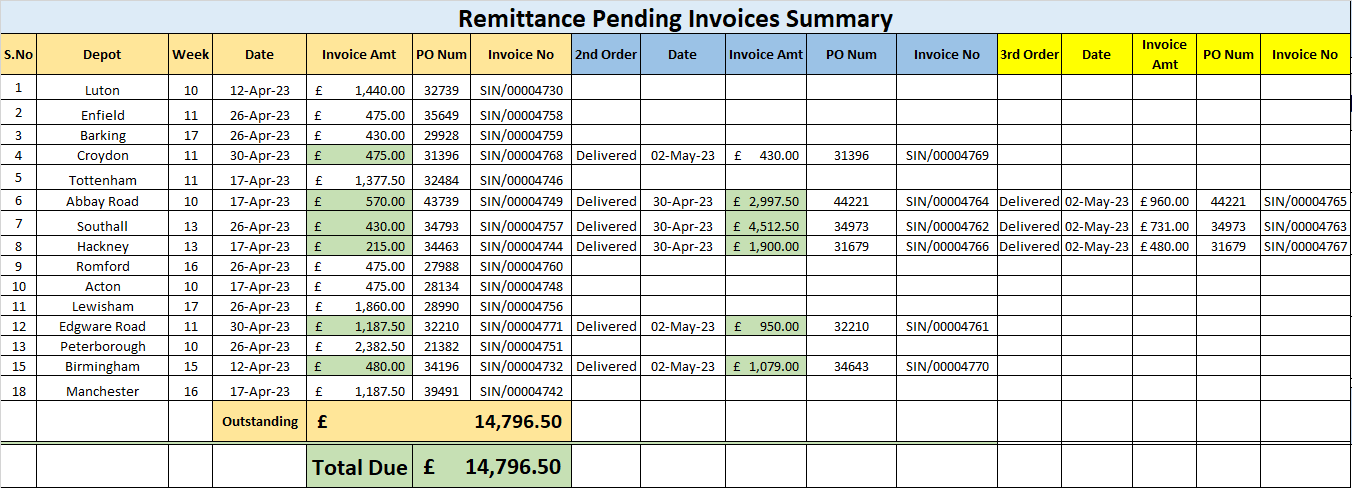 Remittance Pending Invoices Summary
S.No Depot Week Date Invoice Amt PO Num Invoice No 2nd Order Date Invoice Amt PO Num Invoice No 3rd Order Date Invoice Amt PO Num Invoice No
1 Luton 10 12-Apr-23 £ 1,440.00 32739 SIN/00004730
2 Enfield 11 26-Apr-23 £ 475.00 35649 SIN/00004758
3 Barking 17 26-Apr-23 £ 430.00 29928 SIN/00004759
4 Croydon 11 30-Apr-23 £ 475.00 31396 SIN/00004768 Delivered 02-May-23 £ 430.00 31396 SIN/00004769
5 Tottenham 11 17-Apr-23 £ 1,377.50 32484 SIN/00004746
6 Abbay Road 10 17-Apr-23 £ 570.00 43739 SIN/00004749 Delivered 30-Apr-23 £ 2,997.50 44221 SIN/00004764 Delivered 02-May-23 £ 960.00 44221 SIN/00004765
7 Southall 13 26-Apr-23 £ 430.00 34793 SIN/00004757 Delivered 30-Apr-23 £ 4,512.50 34973 SIN/00004762 Delivered 02-May-23 £ 731.00 34973 SIN/00004763
8 Hackney 13 17-Apr-23 £ 215.00 34463 SIN/00004744 Delivered 30-Apr-23 £ 1,900.00 31679 SIN/00004766 Delivered 02-May-23 £ 480.00 31679 SIN/00004767
9 Romford 16 26-Apr-23 £ 475.00 27988 SIN/00004760
10 Acton 10 17-Apr-23 £ 475.00 28134 SIN/00004748
11 Lewisham 17 26-Apr-23 £ 1,860.00 28990 SIN/00004756
12 Edgware Road 11 30-Apr-23 £ 1,187.50 32210 SIN/00004771 Delivered 02-May-23 £ 950.00 32210 SIN/00004761
13 Peterborough 10 26-Apr-23 £ 2,382.50 21382 SIN/00004751
15 Birmingham 15 12-Apr-23 £ 480.00 34196 SIN/00004732 Delivered 02-May-23 £ 1,079.00 34643 SIN/00004770
18 Manchester 16 17-Apr-23 £ 1,187.50 39491 SIN/00004742
Outstanding £ 14,796.50
Total Due £ 14,796.50